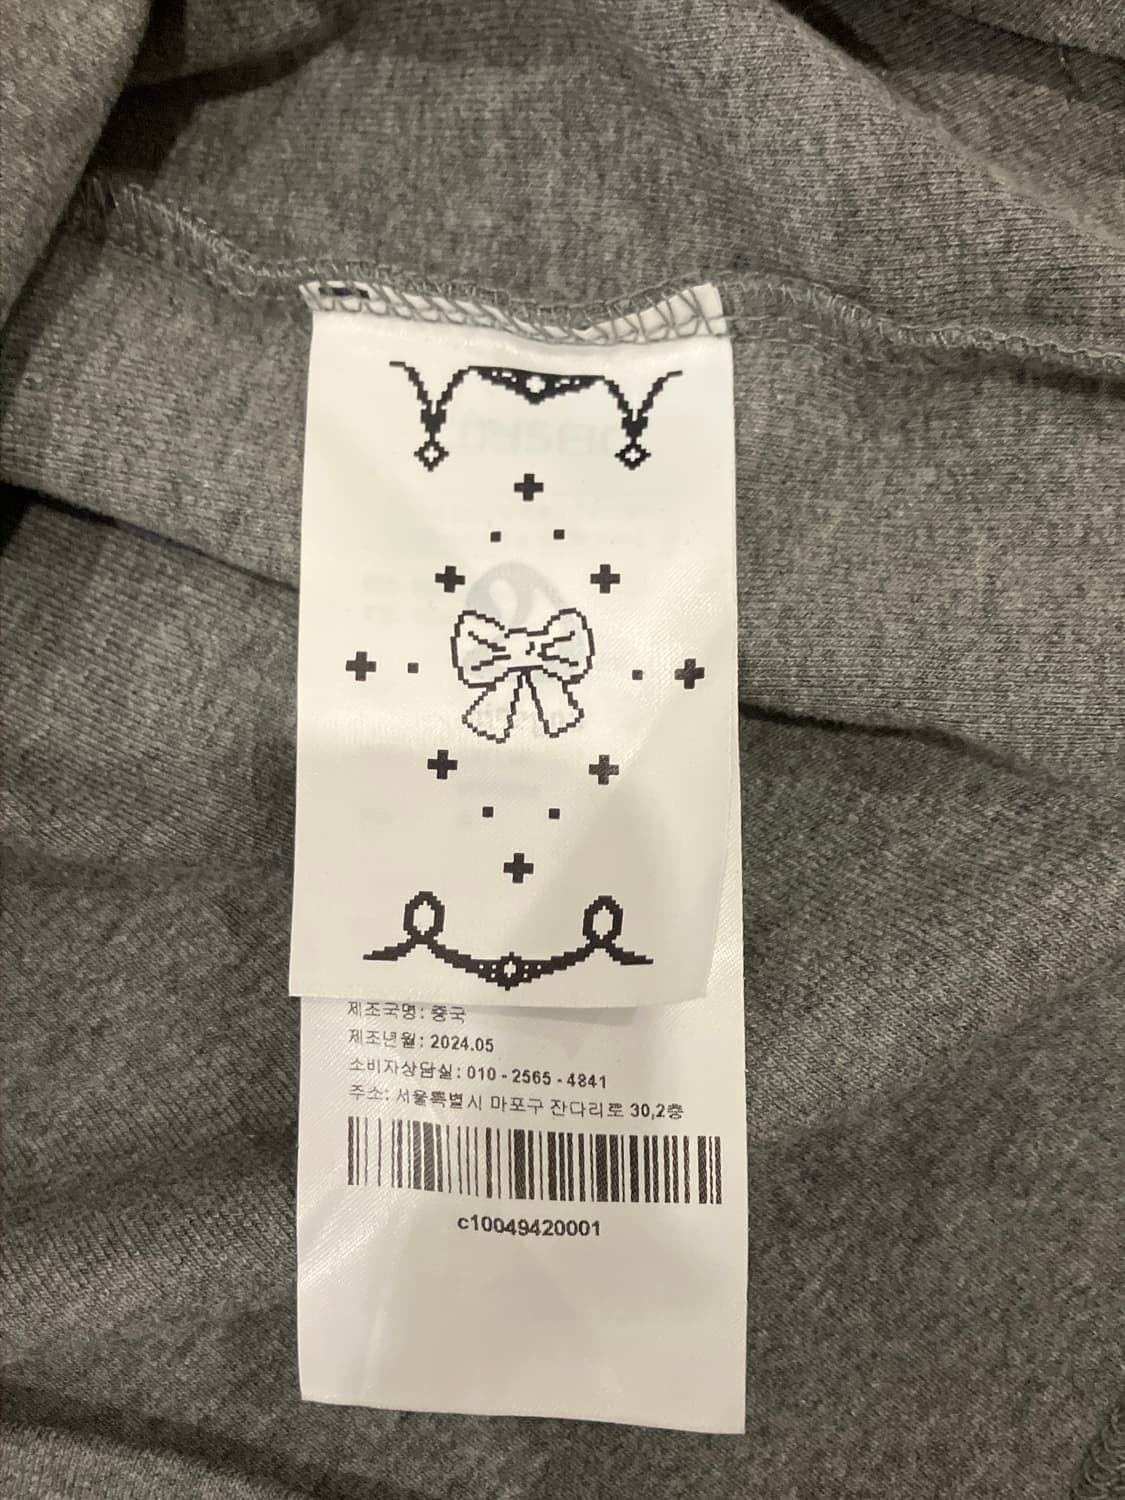 제조국명: 중국
제조년월: 2024.05
소비자상담실: 010 - 2565 - 4841
주소: 서울특별시 마포구 잔다리로 30,2층
c10049420001